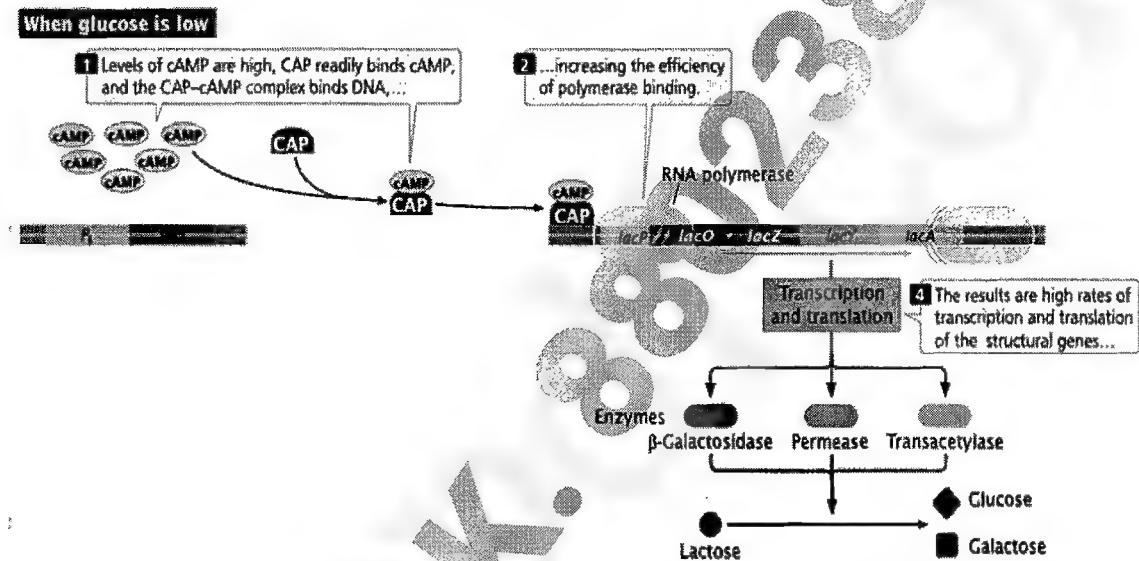 When glucose is low
1 Levels of cAMP are high, CAP readily binds cAMP,
and the CAP–cAMP complex binds DNA,...
2 ...increasing the efficiency
of polymerase binding.
cAMP cAMP cAMP
cAMP cAMP
cAMP
CAP
cAMP
CAP
cAMP
CAP
RNA polymerase
lacP lacO lacZ lacY lacA
Transcription
and translation
4 The results are high rates of
transcription and translation
of the structural genes...
Enzymes
β-Galactosidase Permease Transacetylase
Lactose
Glucose
Galactose